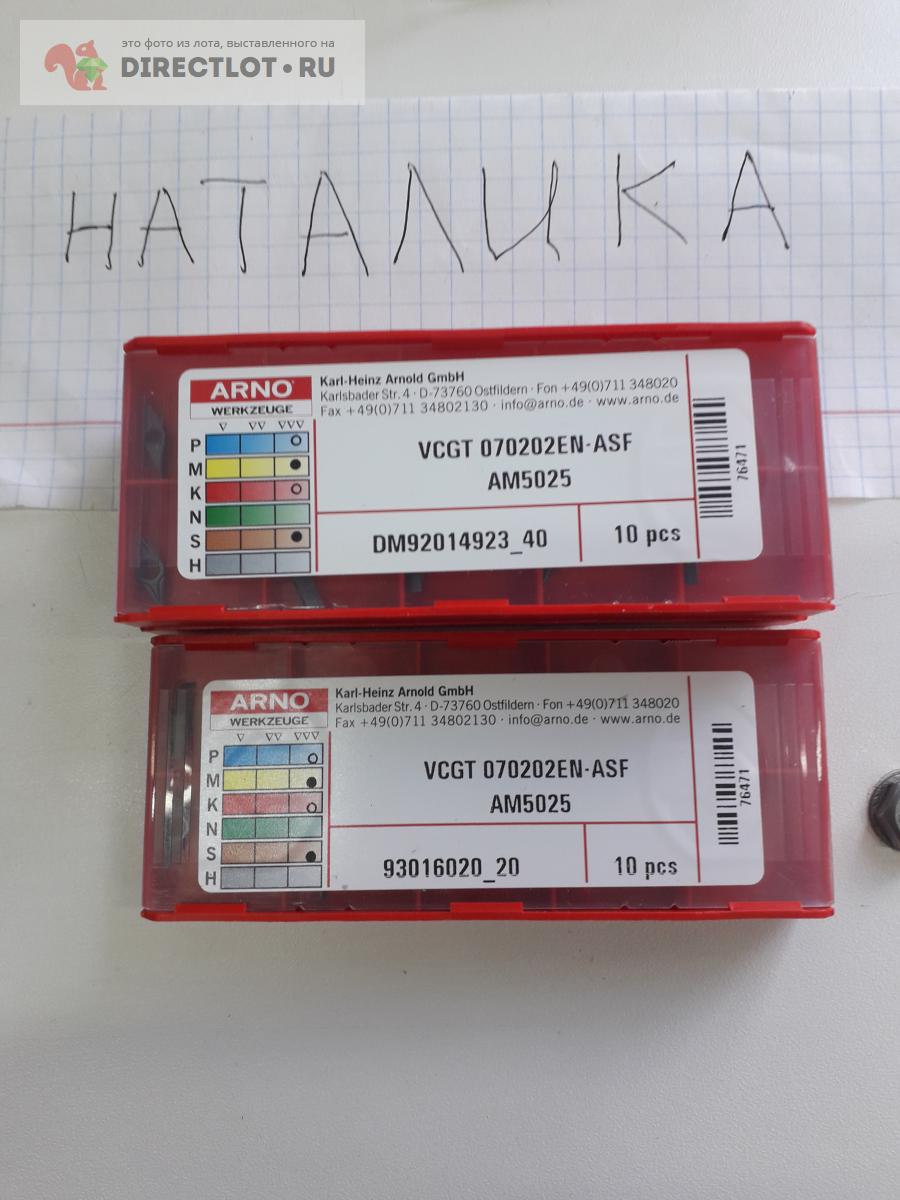 это фото из лота, выставленного на
DIRECTLOT•RU
НАТАЛИКА
ARNO
WERKZEUGE
Karl-Heinz Arnold GmbH
Karlsbader Str. 4 · D-73760 Ostfildern · Fon +49(0)711 348020
Fax +49(0)711 34802130 · info@arno.de · www.arno.de
P
M
K
N
S
H
VCGT 070202EN-ASF
AM5025
DM92014923_40
10 pcs
76471
ARNO
WERKZEUGE
Karl-Heinz Arnold GmbH
Karlsbader Str. 4 · D-73760 Ostfildern · Fon +49(0)711 348020
Fax +49(0)711 34802130 · info@arno.de · www.arno.de
P
M
K
N
S
H
VCGT 070202EN-ASF
AM5025
93016020_20
10 pcs
76471